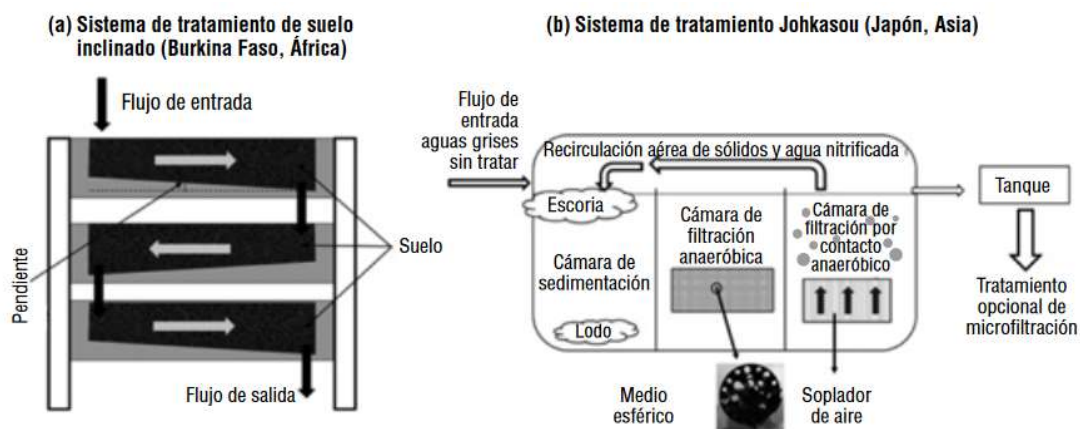 (a) Sistema de tratamiento de suelo
inclinado (Burkina Faso, África)
Flujo de entrada
Pendiente
Suelo
Flujo de salida
(b) Sistema de tratamiento Johkasou (Japón, Asia)
Flujo de
entrada
aguas grises
sin tratar
Recirculación aérea de sólidos y agua nitrificada
Escoria
Cámara de
sedimentación
Lodo
Cámara de
filtración
anaeróbica
Cámara de
filtración por
contacto
anaeróbico
Medio
esférico
Soplador
de aire
Tanque
Tratamiento
opcional de
microfiltración